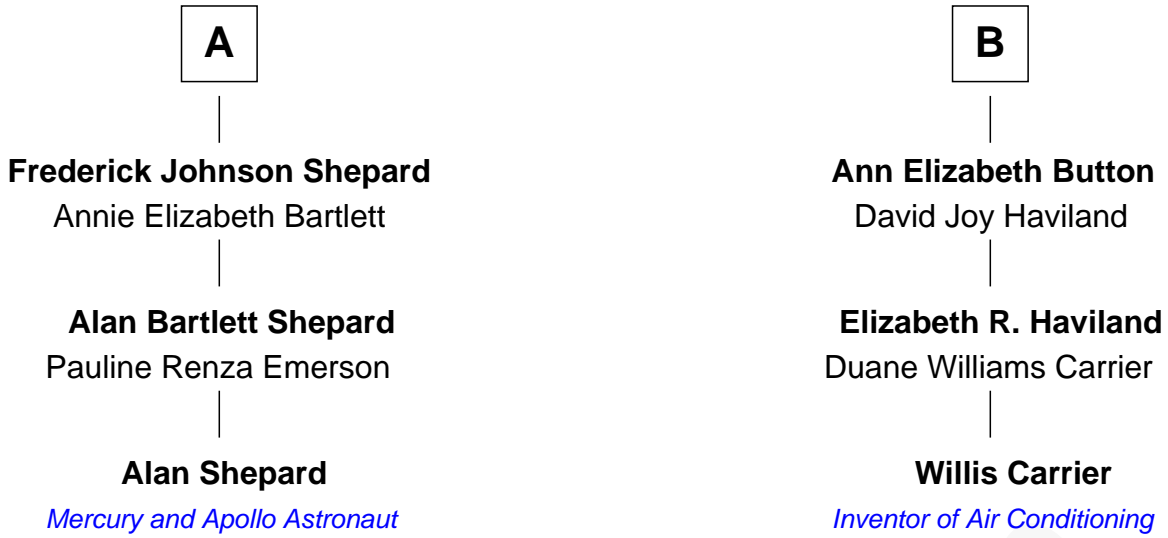 A
B
Frederick Johnson Shepard
Annie Elizabeth Bartlett
Ann Elizabeth Button
David Joy Haviland
Alan Bartlett Shepard
Pauline Renza Emerson
Elizabeth R. Haviland
Duane Williams Carrier
Alan Shepard
Mercury and Apollo Astronaut
Willis Carrier
Inventor of Air Conditioning